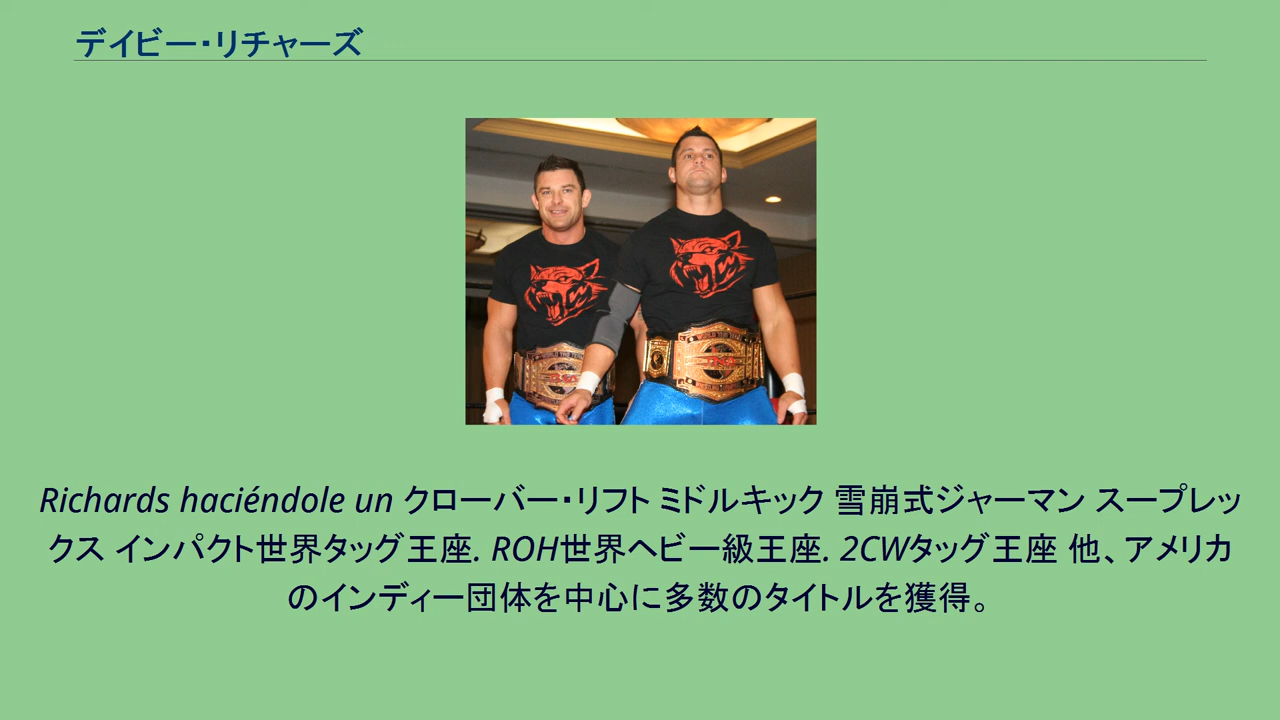 デイビー・リチャーズ
Richards haciéndole un クローバー・リフト ミドルキック 雪崩式ジャーマン スープレッ
クス インパクト世界タッグ王座. ROH世界ヘビー級王座. 2CWタッグ王座 他、アメリカ
のインディー団体を中心に多数のタイトルを獲得。